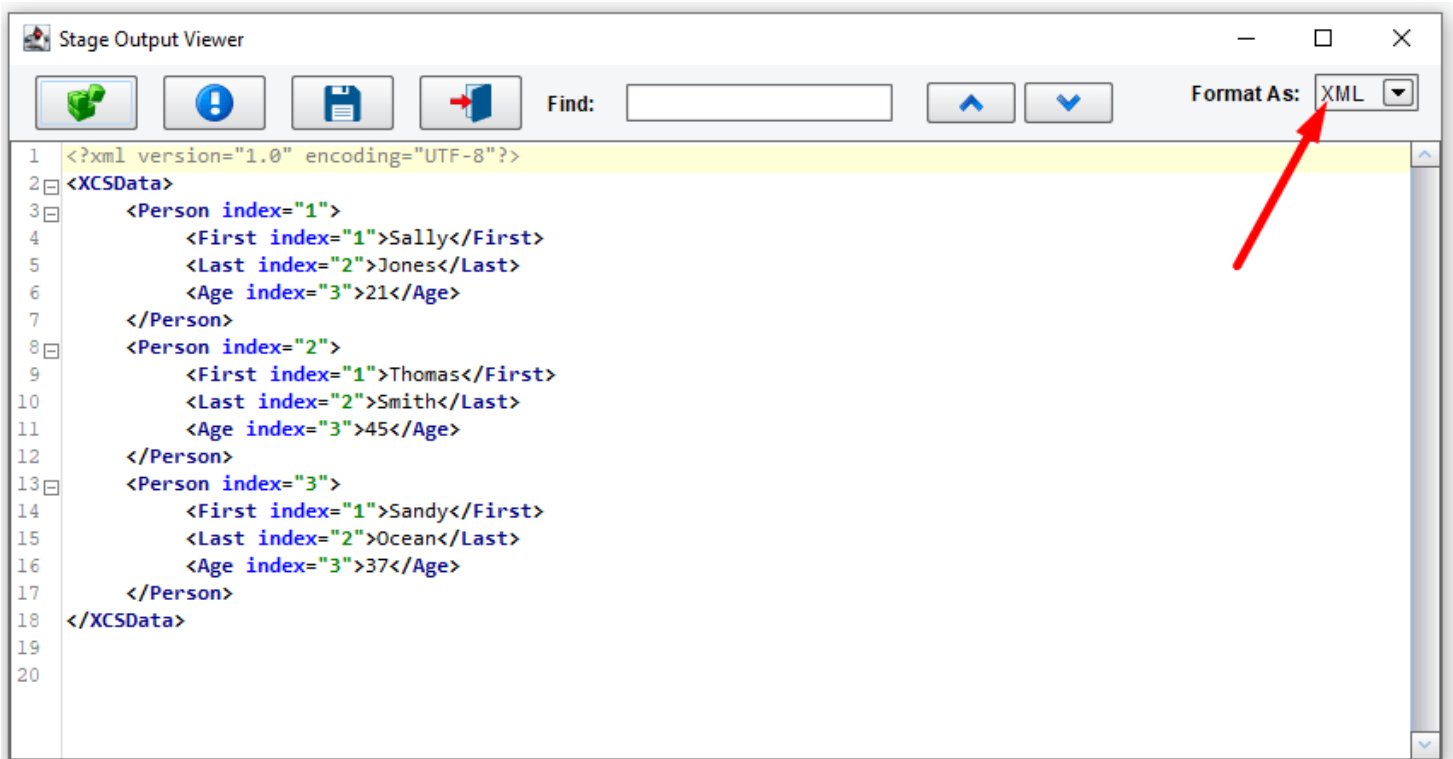 Stage Output Viewer
Find:
Format As: XML
1 <?xml version="1.0" encoding="UTF-8"?>
2 <XCSData>
3 <Person index="1">
4 <First index="1">Sally</First>
5 <Last index="2">Jones</Last>
6 <Age index="3">21</Age>
7 </Person>
8 <Person index="2">
9 <First index="1">Thomas</First>
10 <Last index="2">Smith</Last>
11 <Age index="3">45</Age>
12 </Person>
13 <Person index="3">
14 <First index="1">Sandy</First>
15 <Last index="2">Ocean</Last>
16 <Age index="3">37</Age>
17 </Person>
18 </XCSData>
19
20